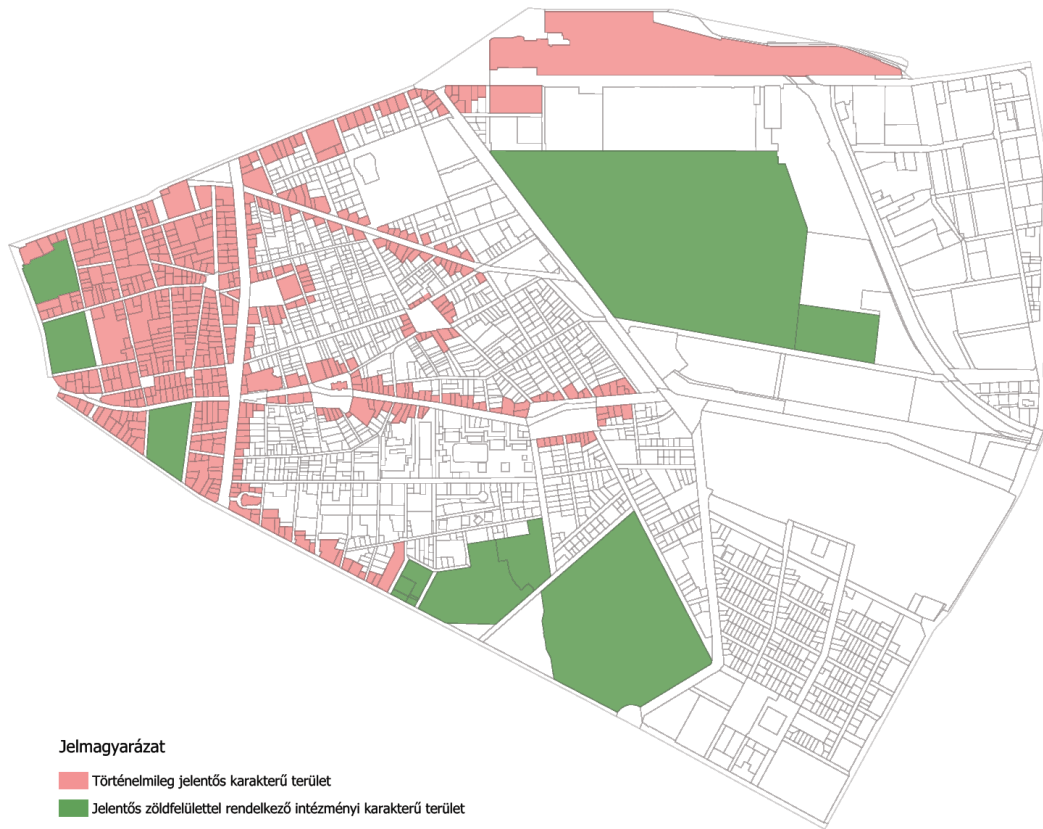 Jelmagyarázat
Történelmileg jelentős karakterű terület
Jelentős zöldfelülettel rendelkező intézményi karakterű terület